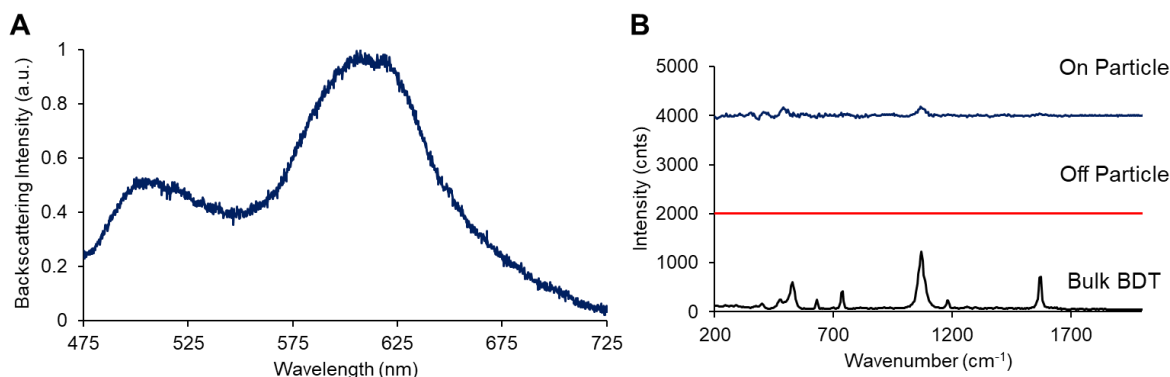 A
Backscattering Intensity (a.u.)
1
0.8
0.6
0.4
0.2
0
475
525
575
625
675
725
Wavelength (nm)
B
Intensity (cnts)
5000
4000
3000
2000
1000
0
On Particle
Off Particle
Bulk BDT
200
700
1200
1700
Wavenumber (cm⁻¹)